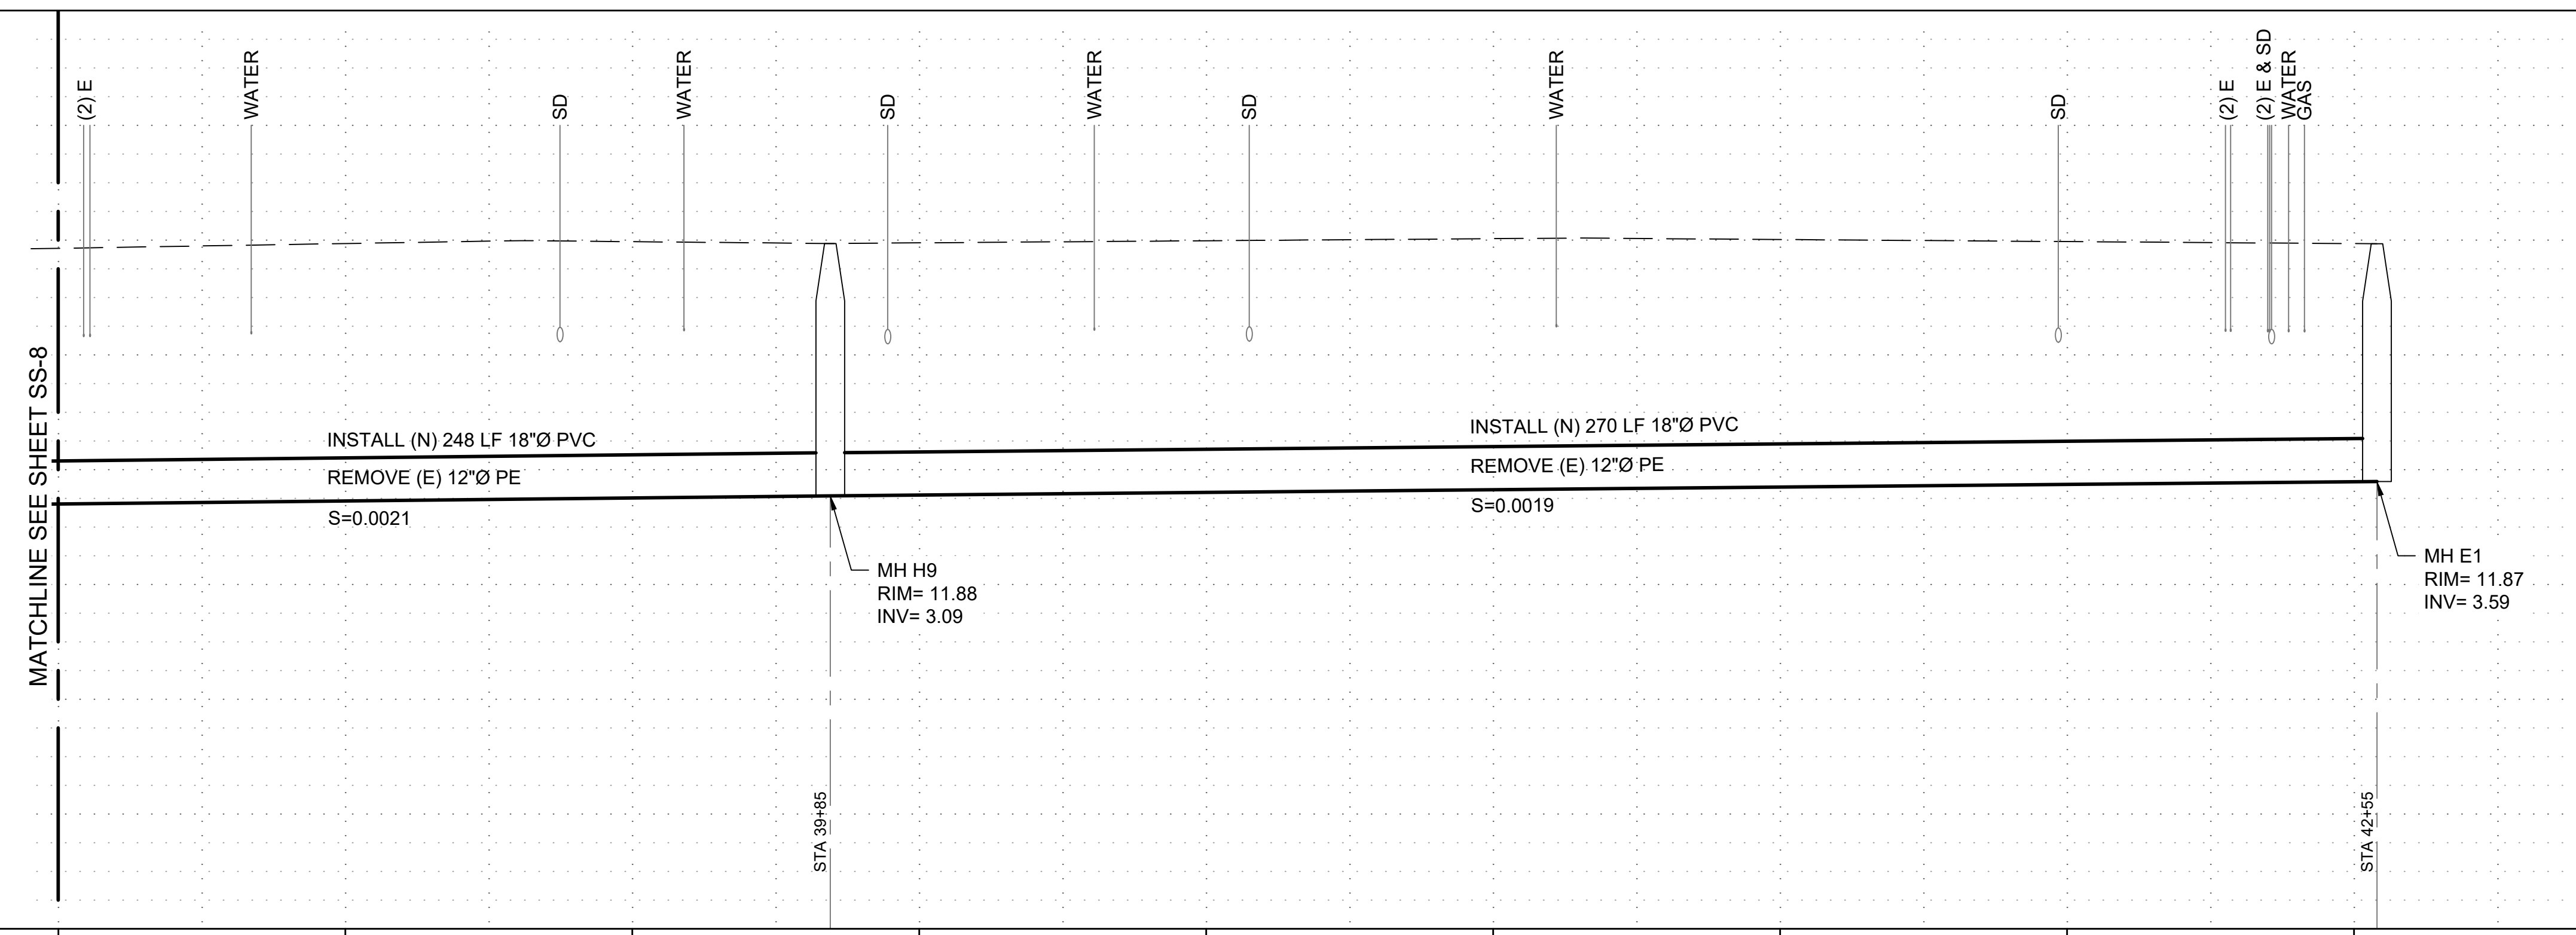 (2) E
WATER
SD
WATER
SD
WATER
SD
WATER
SD
(2) E
(2) E & SD
WATER
GAS
MATCHLINE SEE SHEET SS-8
INSTALL (N) 248 LF 18"Ø PVC
REMOVE (E) 12"Ø PE
S=0.0021
INSTALL (N) 270 LF 18"Ø PVC
REMOVE (E) 12"Ø PE
S=0.0019
MH H9
RIM= 11.88
INV= 3.09
MH E1
RIM= 11.87
INV= 3.59
STA 39+85
STA 42+55